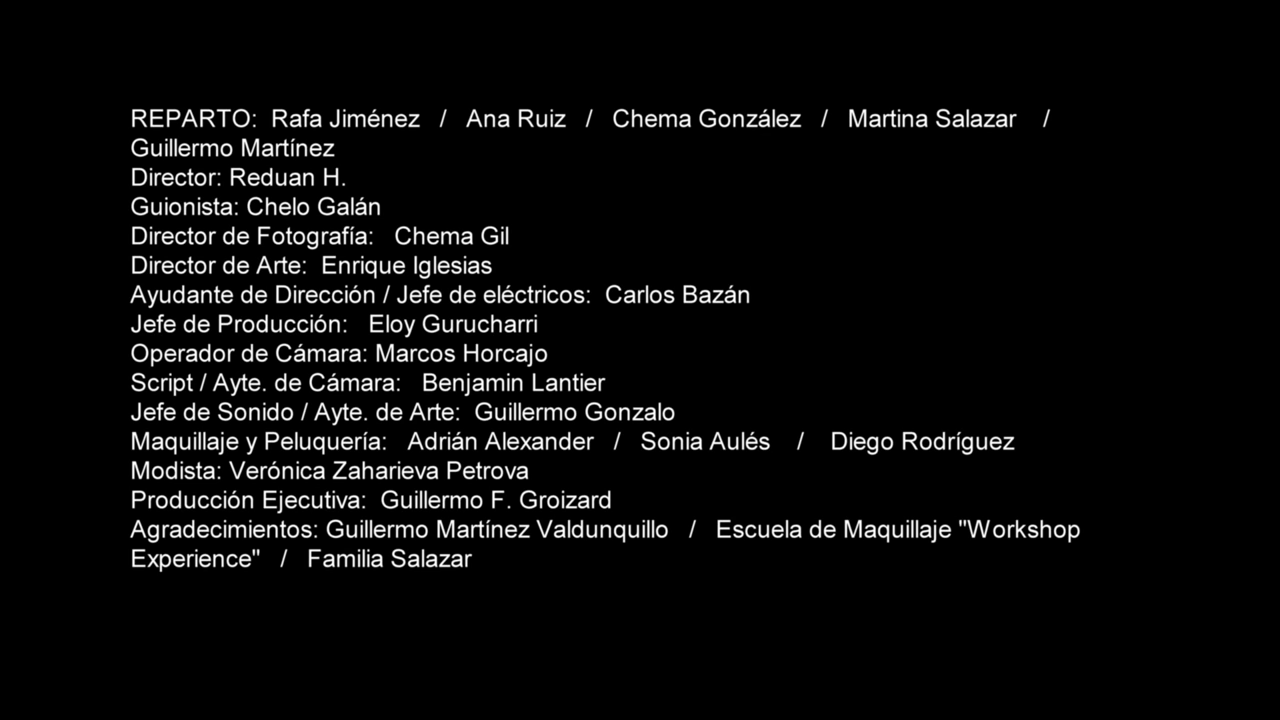 REPARTO: Rafa Jiménez / Ana Ruiz / Chema González / Martina Salazar /
Guillermo Martínez
Director: Reduan H.
Guionista: Chelo Galán
Director de Fotografía: Chema Gil
Director de Arte: Enrique Iglesias
Ayudante de Dirección / Jefe de eléctricos: Carlos Bazán
Jefe de Producción: Eloy Gurucharri
Operador de Cámara: Marcos Horcajo
Script / Ayte. de Cámara: Benjamin Lantier
Jefe de Sonido / Ayte. de Arte: Guillermo Gonzalo
Maquillaje y Peluquería: Adrián Alexander / Sonia Aulés / Diego Rodríguez
Modista: Verónica Zaharieva Petrova
Producción Ejecutiva: Guillermo F. Groizard
Agradecimientos: Guillermo Martínez Valdunquillo / Escuela de Maquillaje "Workshop
Experience" / Familia Salazar